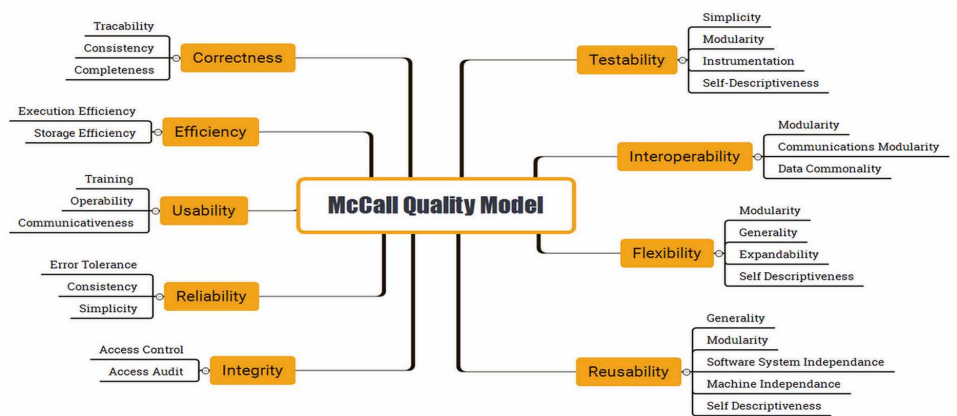 Tracability
Consistency
Completeness
Correctness
Execution Efficiency
Storage Efficiency
Efficiency
Training
Operability
Communicativeness
Usability
Error Tolerance
Consistency
Simplicity
Reliability
Access Control
Access Audit
Integrity
McCall Quality Model
Testability
Simplicity
Modularity
Instrumentation
Self-Descriptiveness
Interoperability
Modularity
Communications Modularity
Data Commonality
Flexibility
Modularity
Generality
Expandability
Self Descriptiveness
Reusability
Generality
Modularity
Software System Independance
Machine Independance
Self Descriptiveness